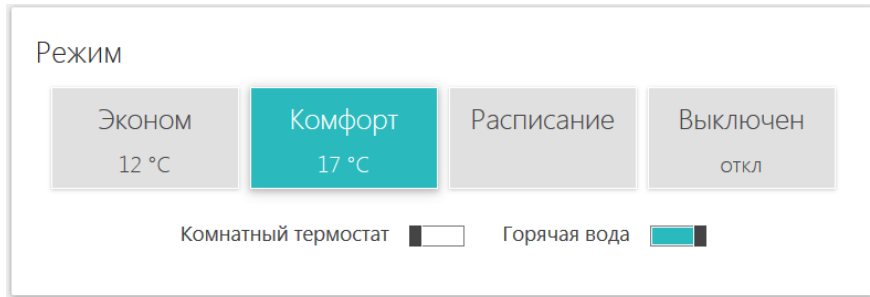 Режим
Эконом Комфорт Расписание Выключен
12 °C 17 °C откл
Комнатный термостат Горячая вода